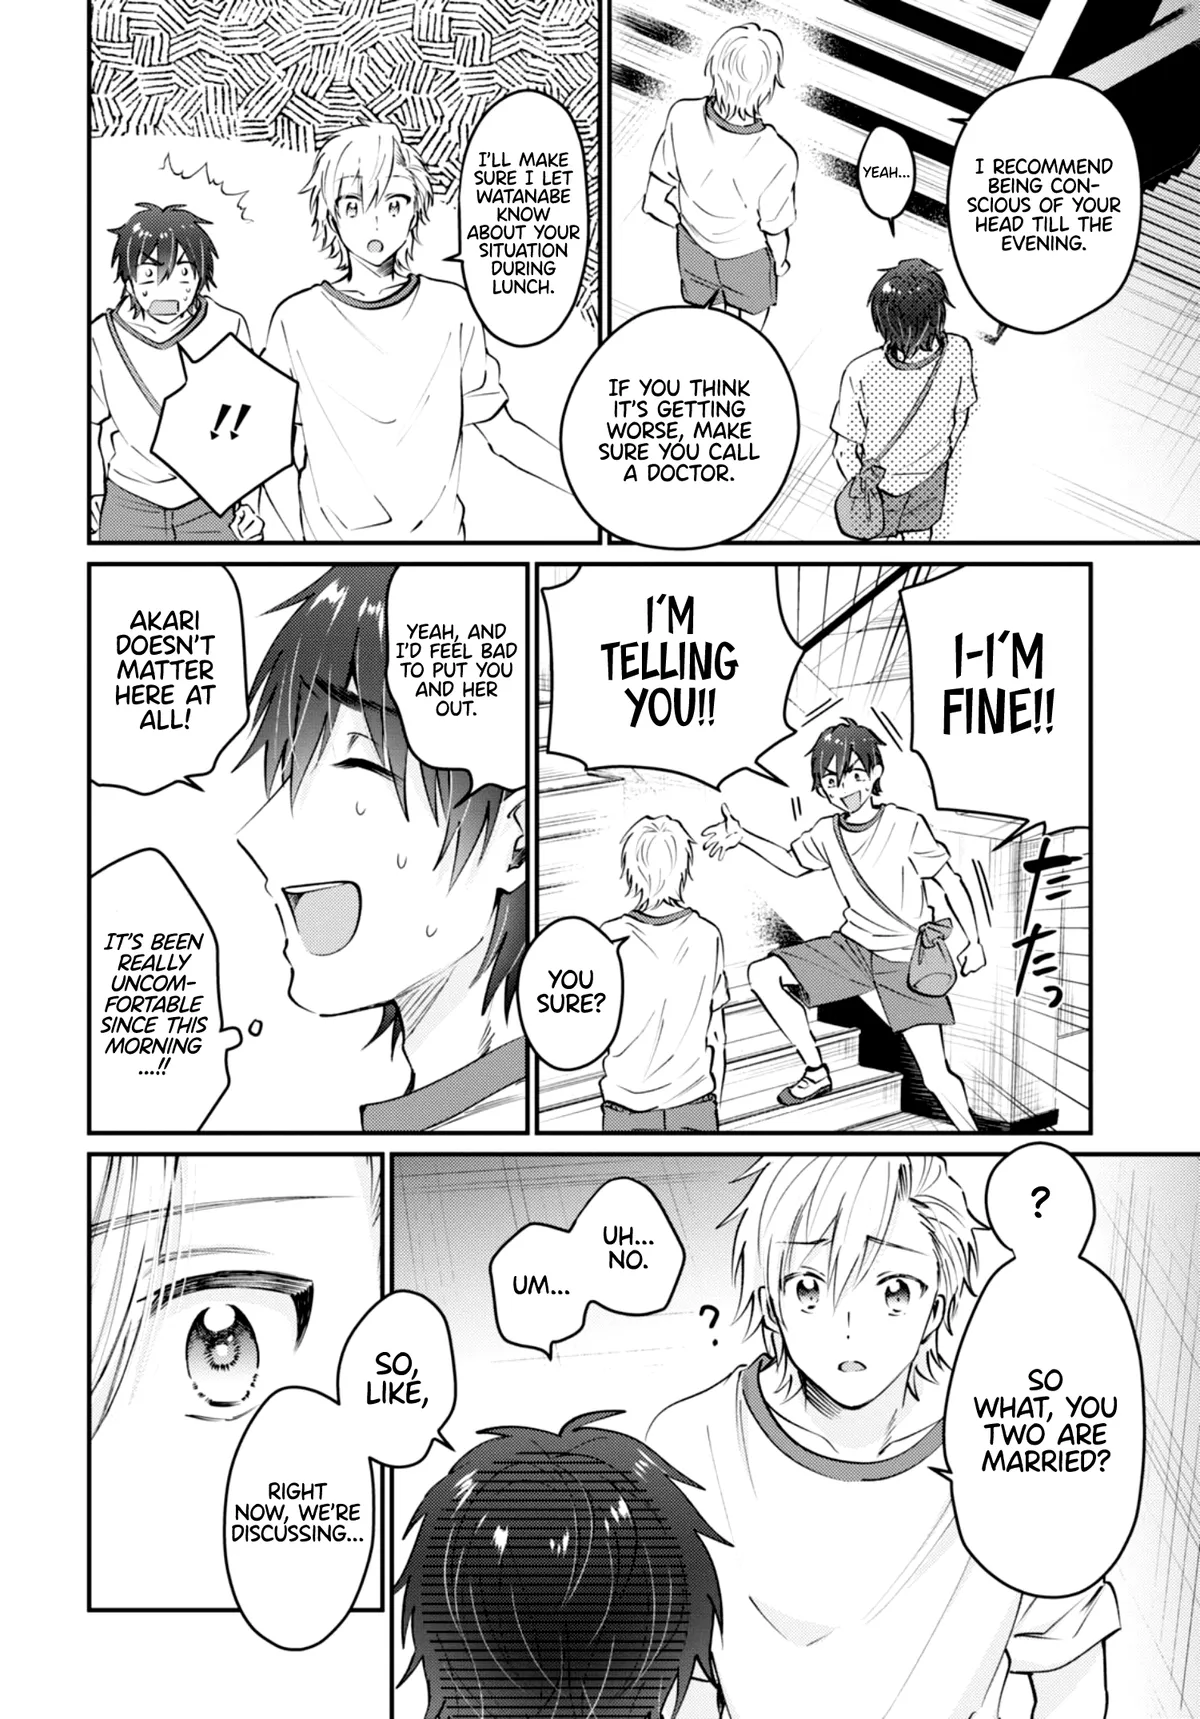 I RECOMMEND
BEING CON-
SCIOUS OF YOUR
HEAD TILL THE
EVENING.
YEAH...
IF YOU THINK
IT'S GETTING
WORSE, MAKE
SURE YOU CALL
A DOCTOR.
I'LL MAKE
SURE I LET
WATANABE
KNOW
ABOUT YOUR
SITUATION
DURING
LUNCH.
!!
I-I'M
FINE!!
I'M
TELLING
YOU!!
だだっ
YOU
SURE?
YEAH, AND
I'D FEEL BAD
TO PUT YOU
AND HER
OUT.
AKARI
DOESN'T
MATTER
HERE AT
ALL!
IT'S BEEN
REALLY
UNCOM-
FORTABLE
SINCE THIS
MORNING
...!!
?
SO
WHAT, YOU
TWO ARE
MARRIED?
?
UH...
NO.
UM...
SO,
LIKE,
RIGHT
NOW, WE'RE
DISCUSSING...